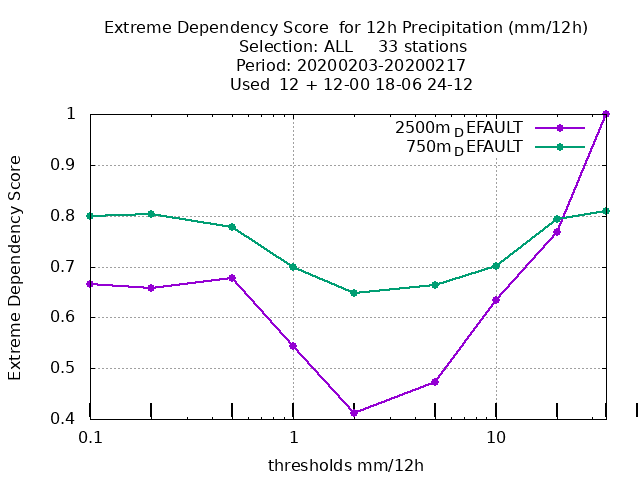 Extreme Dependency Score  for 12h Precipitation (mm/12h)
Selection: ALL     33 stations
Period: 20200203-20200217
Used  12 + 12-00 18-06 24-12
2500m_DEFAULT
750m_DEFAULT
1
0.9
0.8
0.7
0.6
0.5
0.4
Extreme Dependency Score
0.1 1 10
thresholds mm/12h